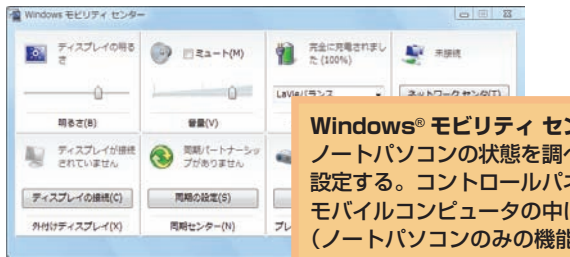 Windows モビリティ センター
ディスプレイの明る
さ
明るさ(B)
ミュート(M)
音量(V)
完全に充電されまし
た (100%)
LaVieバランス
未接続
ネットワーク センタ(T)
ディスプレイが接続
されていません
ディスプレイの接続(C)
外付けディスプレイ(X)
同期パートナーシッ
プがありません
同期の設定(S)
同期センター(N)
プレ
Windows® モビリティ セン
ノートパソコンの状態を調べ
設定する。コントロールパネ
モバイルコンピュータの中に
（ノートパソコンのみの機能